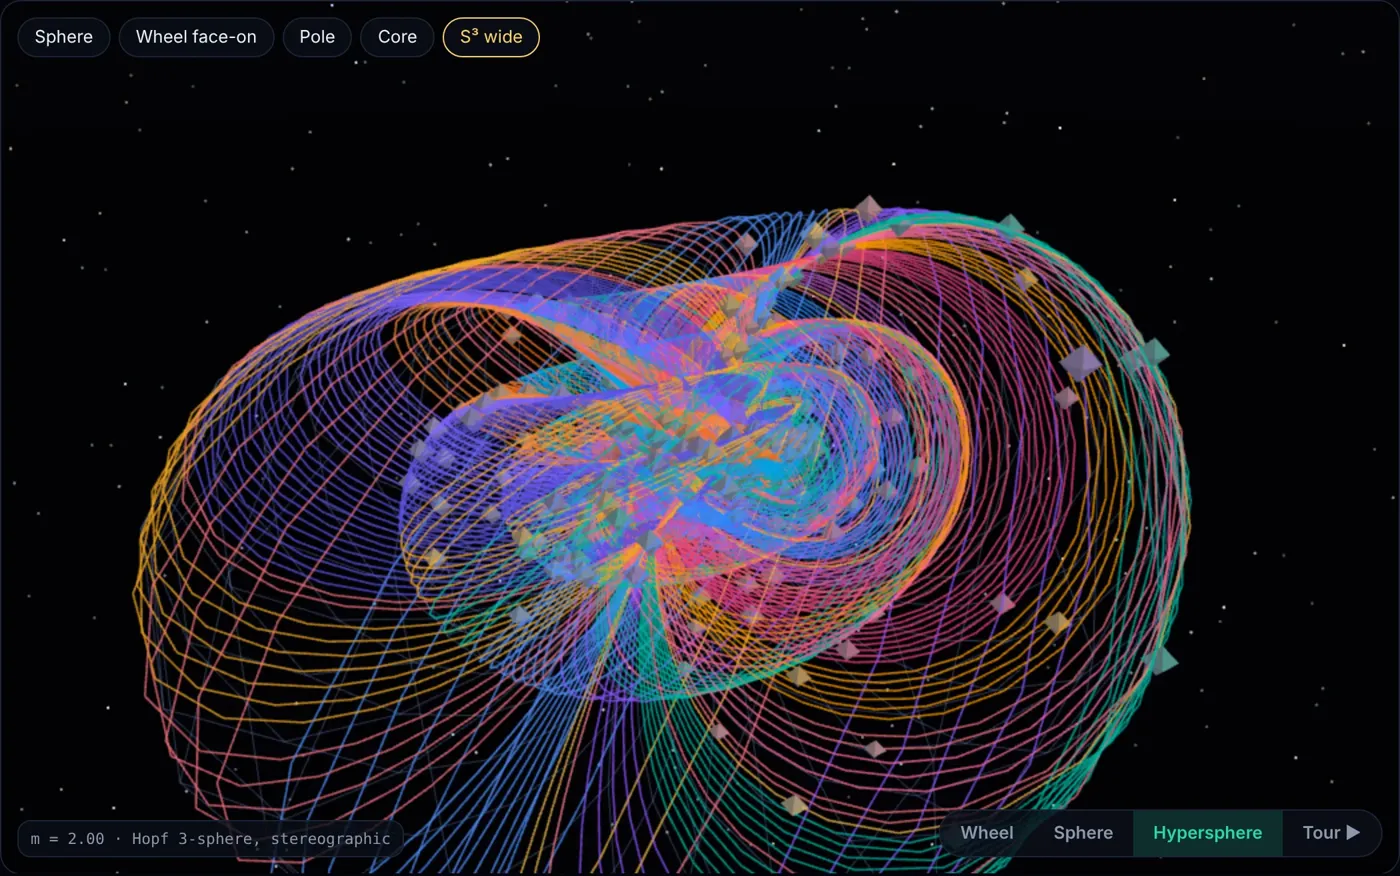 Sphere
Wheel face-on
Pole
Core
S³ wide
m = 2.00 · Hopf 3-sphere, stereographic
Wheel
Sphere
Hypersphere
Tour ▶